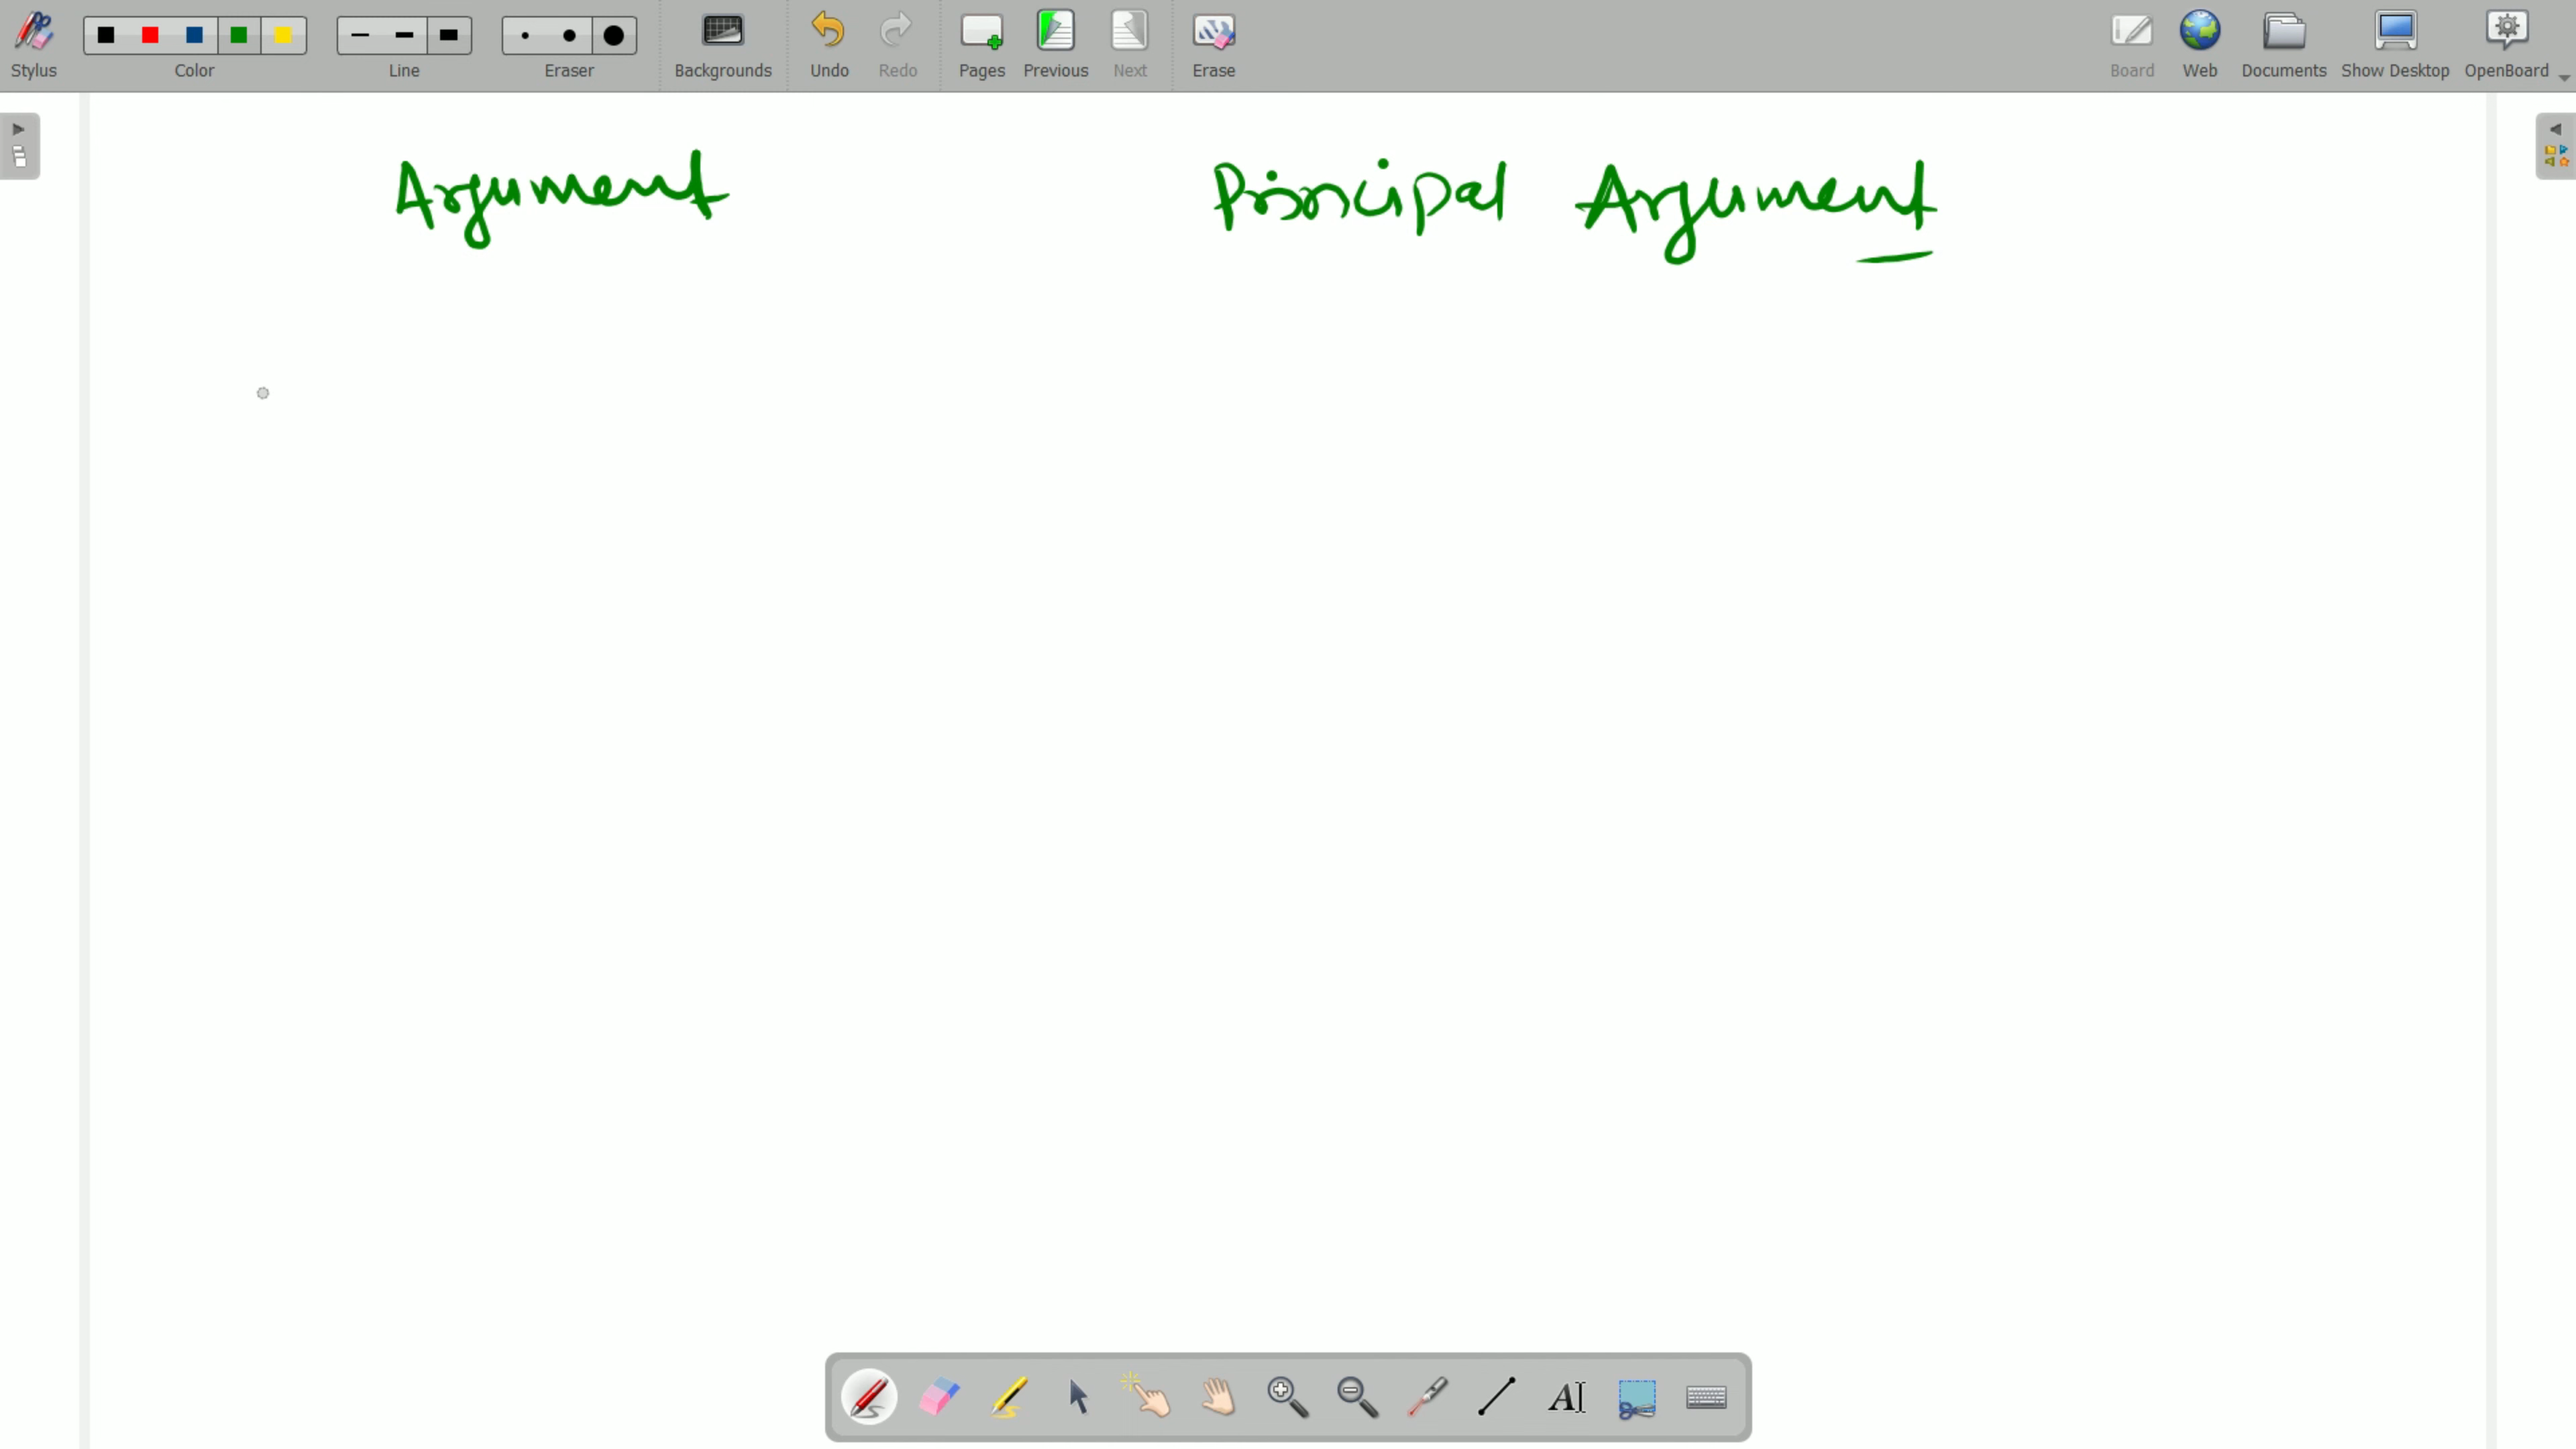 Stylus Color Line Eraser Backgrounds Undo Redo Pages Previous Next Erase Board Web Documents Show Desktop OpenBoard
Argument Principal Argument